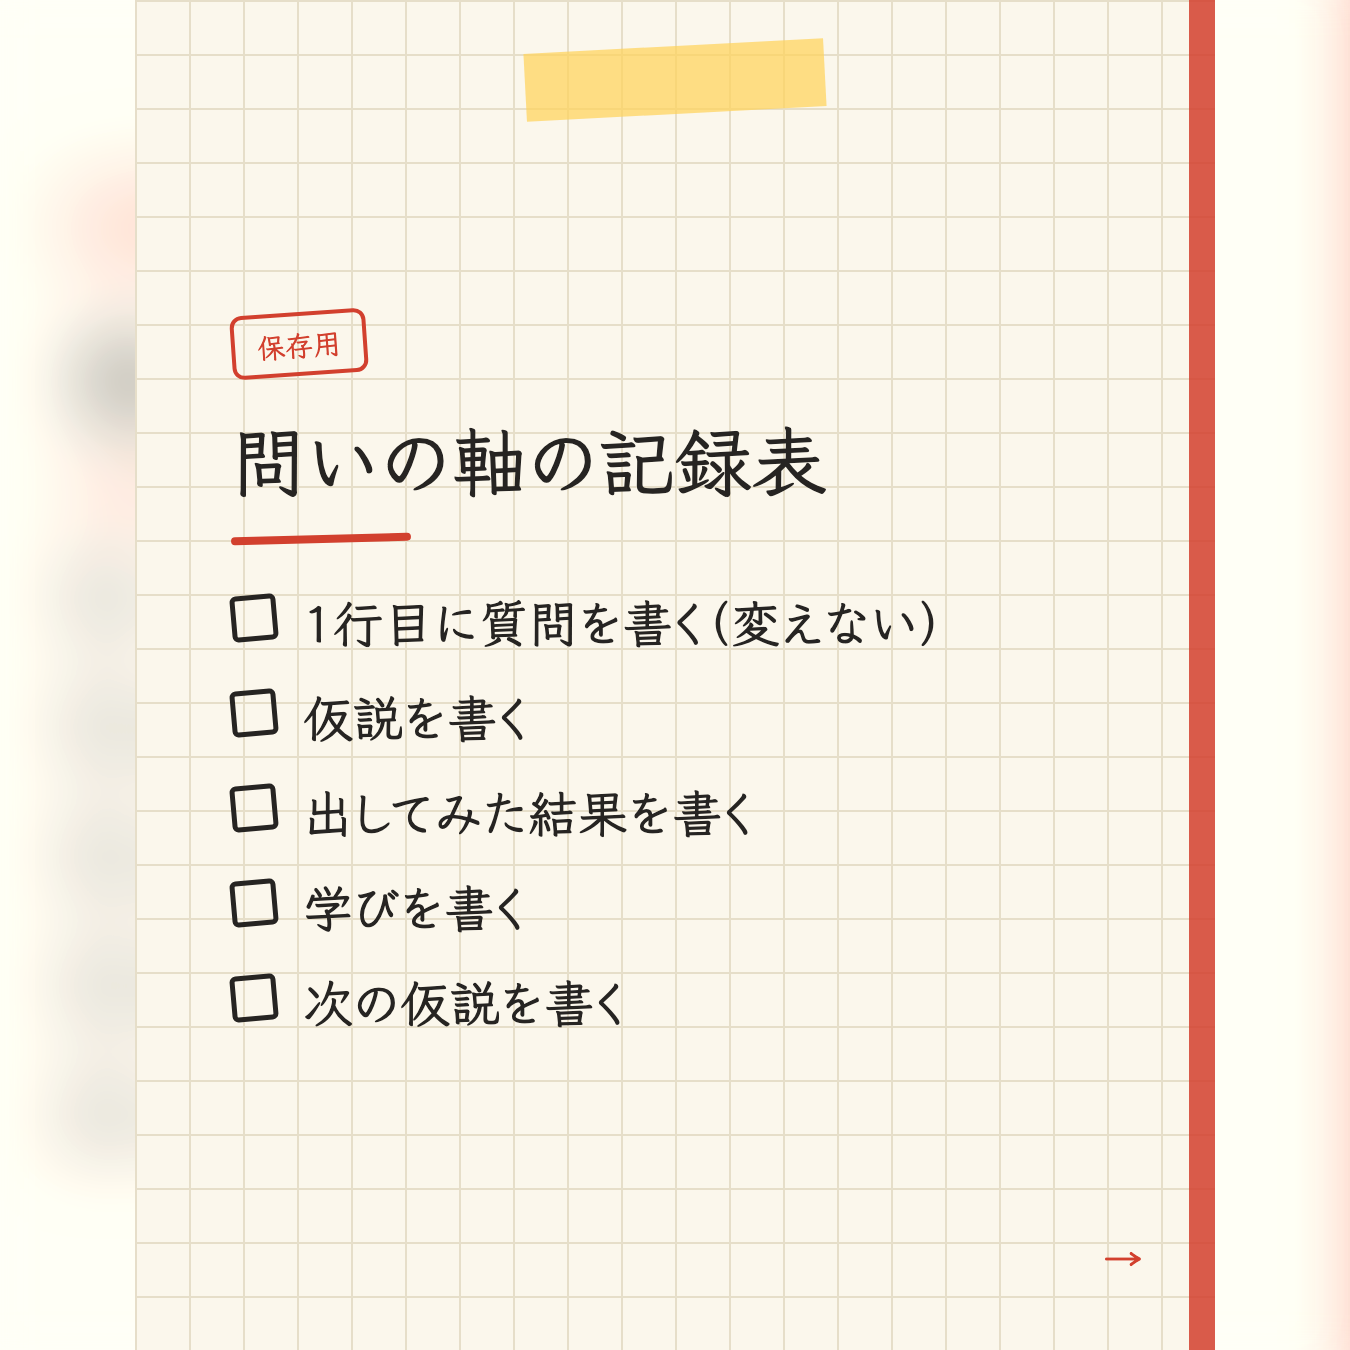 保存用
問いの軸の記録表
1行目に質問を書く(変えない)
仮説を書く
出してみた結果を書く
学びを書く
次の仮説を書く
→